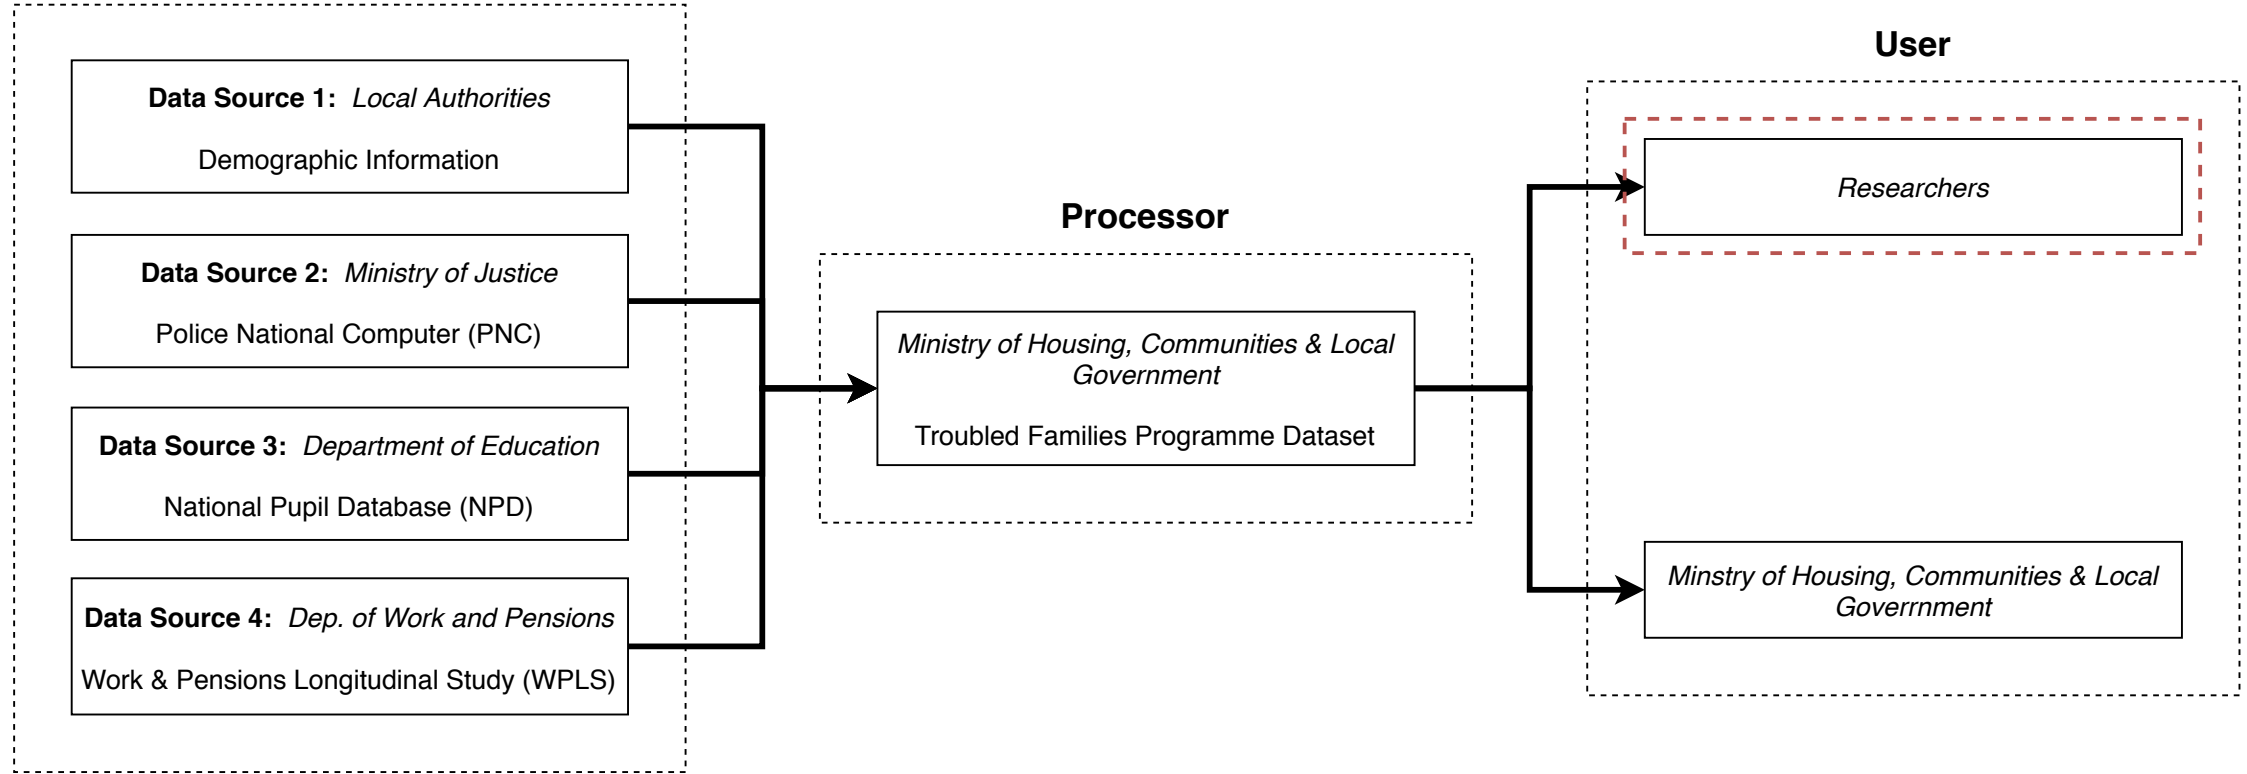 Data Source 1: Local Authorities
Demographic Information
Data Source 2: Ministry of Justice
Police National Computer (PNC)
Data Source 3: Department of Education
National Pupil Database (NPD)
Data Source 4: Dep. of Work and Pensions
Work & Pensions Longitudinal Study (WPLS)
Processor
Ministry of Housing, Communities & Local
Government
Troubled Families Programme Dataset
User
Researchers
Minstry of Housing, Communities & Local
Goverrnment